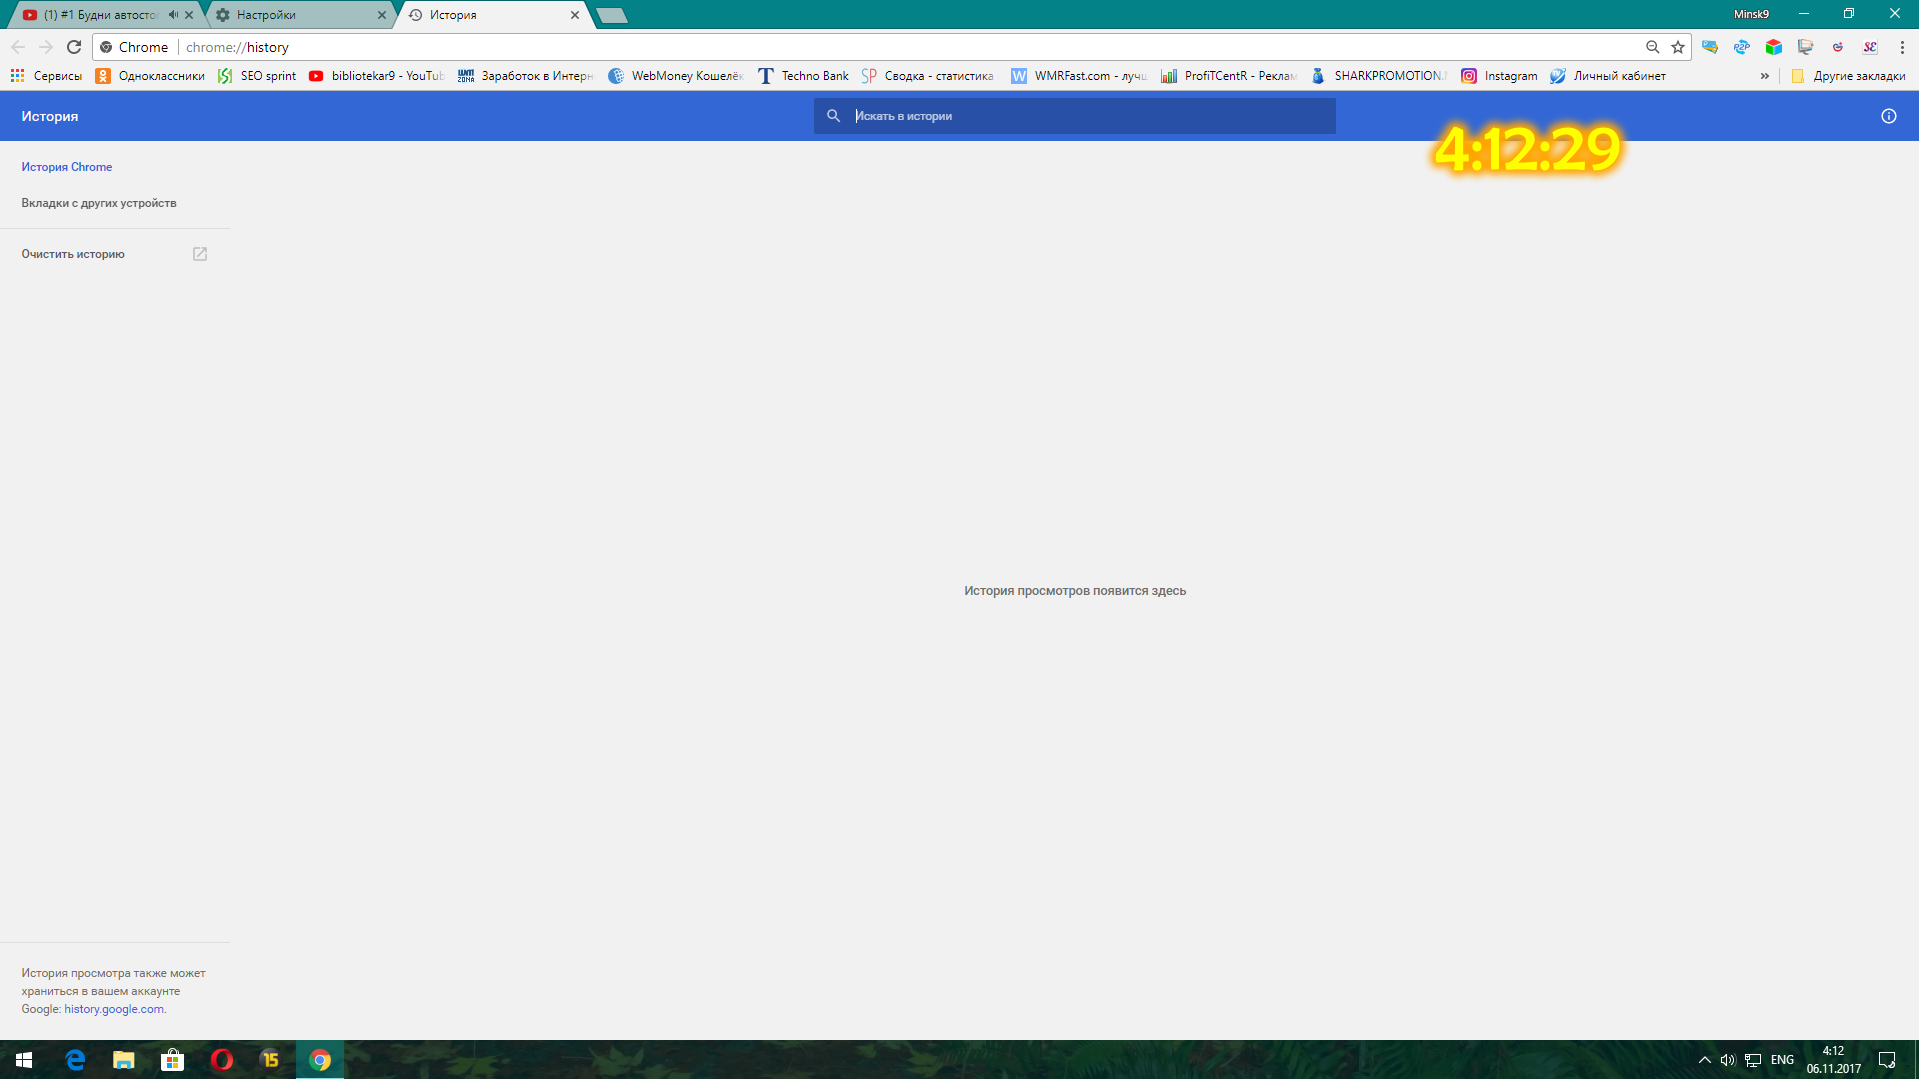 (1) #1 Будни автосто
Настройки
История
Minsk9
Chrome
chrome://history
Сервисы
Одноклассники
SEO sprint
bibliotekar9 - YouTub
Заработок в Интерн
WebMoney Кошелёк
Techno Bank
Сводка - статистика
WMRFast.com - лучш
ProfiTCentR - Реклам
SHARKPROMOTION.
Instagram
Личный кабинет
»
Другие закладки
История
Искать в истории
4:12:29
История Chrome
Вкладки с других устройств
Очистить историю
История просмотров появится здесь
История просмотра также может
храниться в вашем аккаунте
Google: history.google.com.
15
ENG
4:12
06.11.2017